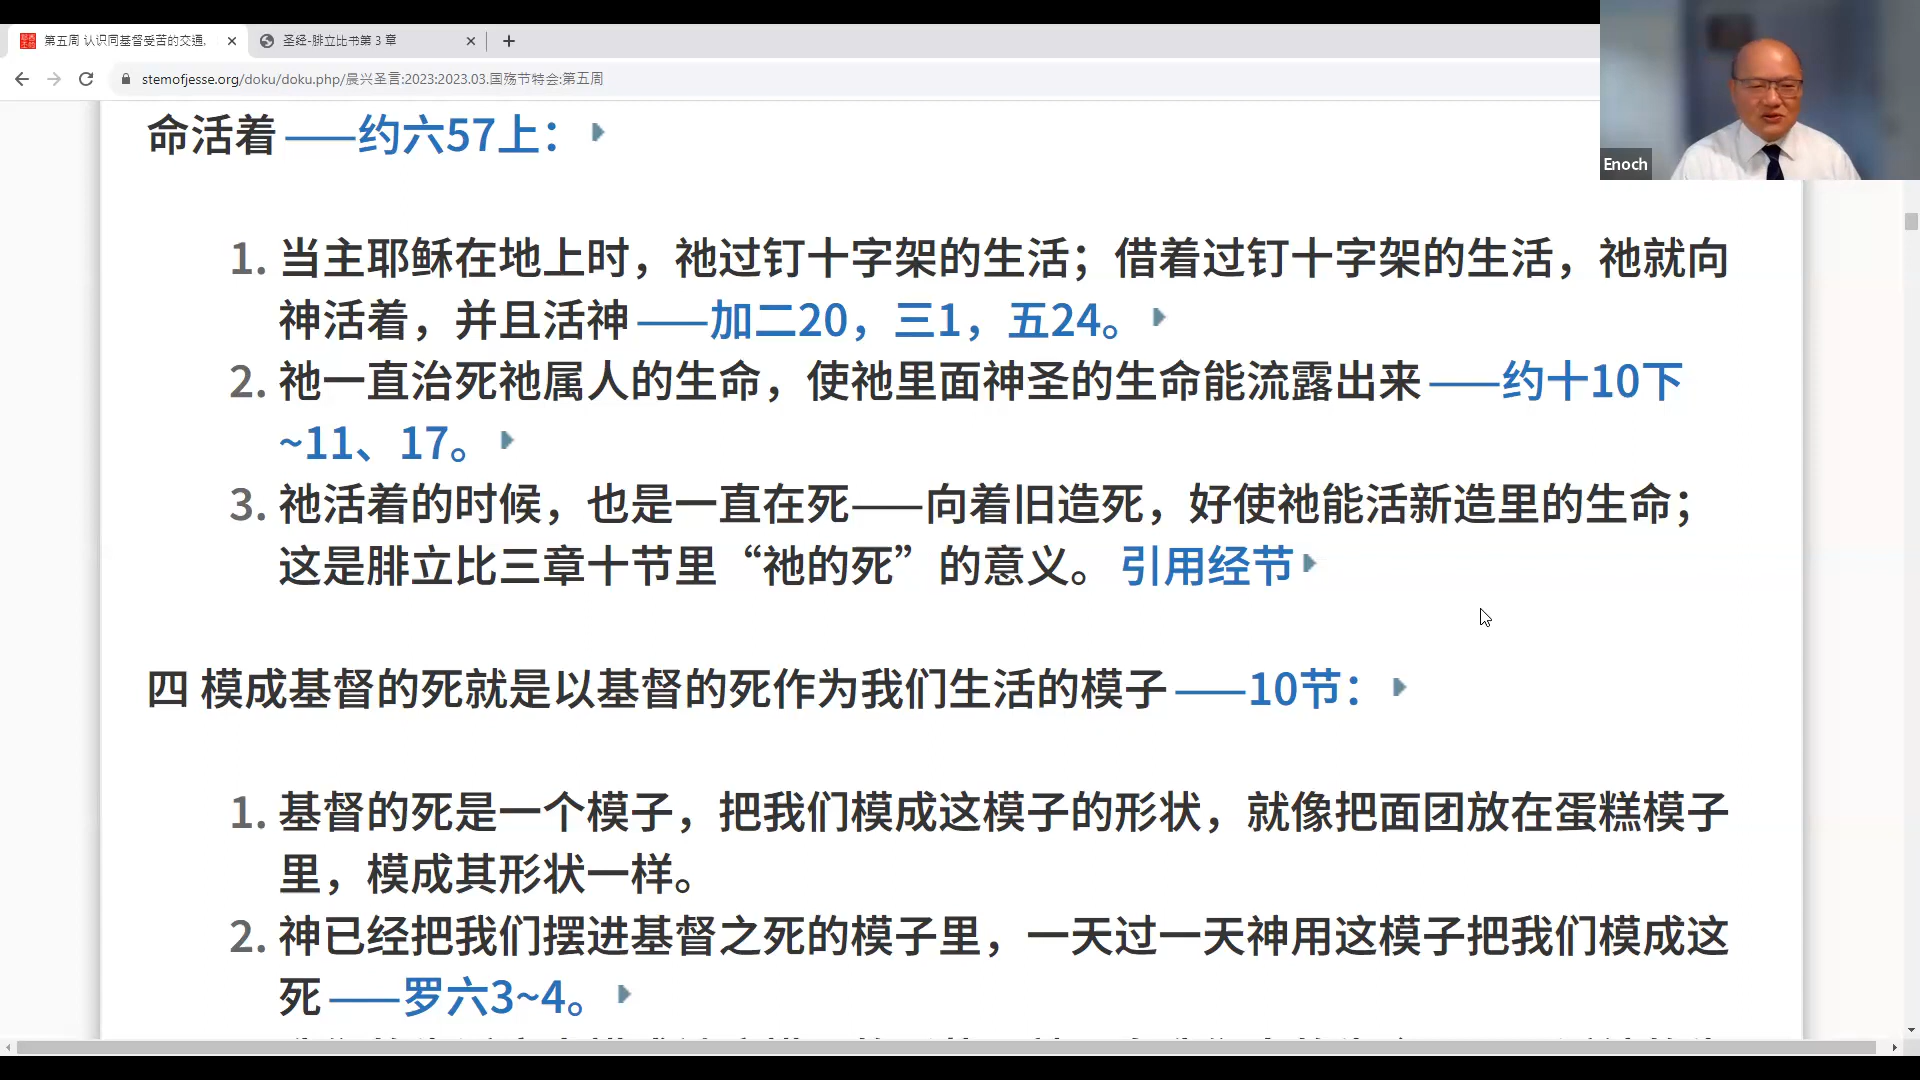 第五周 认识同基督受苦的交通,
圣经-腓立比书第 3 章
stemofjesse.org/doku/doku.php/晨兴圣言:2023:2023.03.国殇节特会:第五周
Enoch
命活着——约六57上：
1. 当主耶稣在地上时，祂过钉十字架的生活；借着过钉十字架的生活，祂就向
神活着，并且活神——加二20，三1，五24。
2. 祂一直治死祂属人的生命，使祂里面神圣的生命能流露出来——约十10下
~11、17。
3. 祂活着的时候，也是一直在死——向着旧造死，好使祂能活新造里的生命；
这是腓立比三章十节里“祂的死”的意义。 引用经节
四 模成基督的死就是以基督的死作为我们生活的模子——10节：
1. 基督的死是一个模子，把我们模成这模子的形状，就像把面团放在蛋糕模子
里，模成其形状一样。
2. 神已经把我们摆进基督之死的模子里，一天过一天神用这模子把我们模成这
死——罗六3~4。